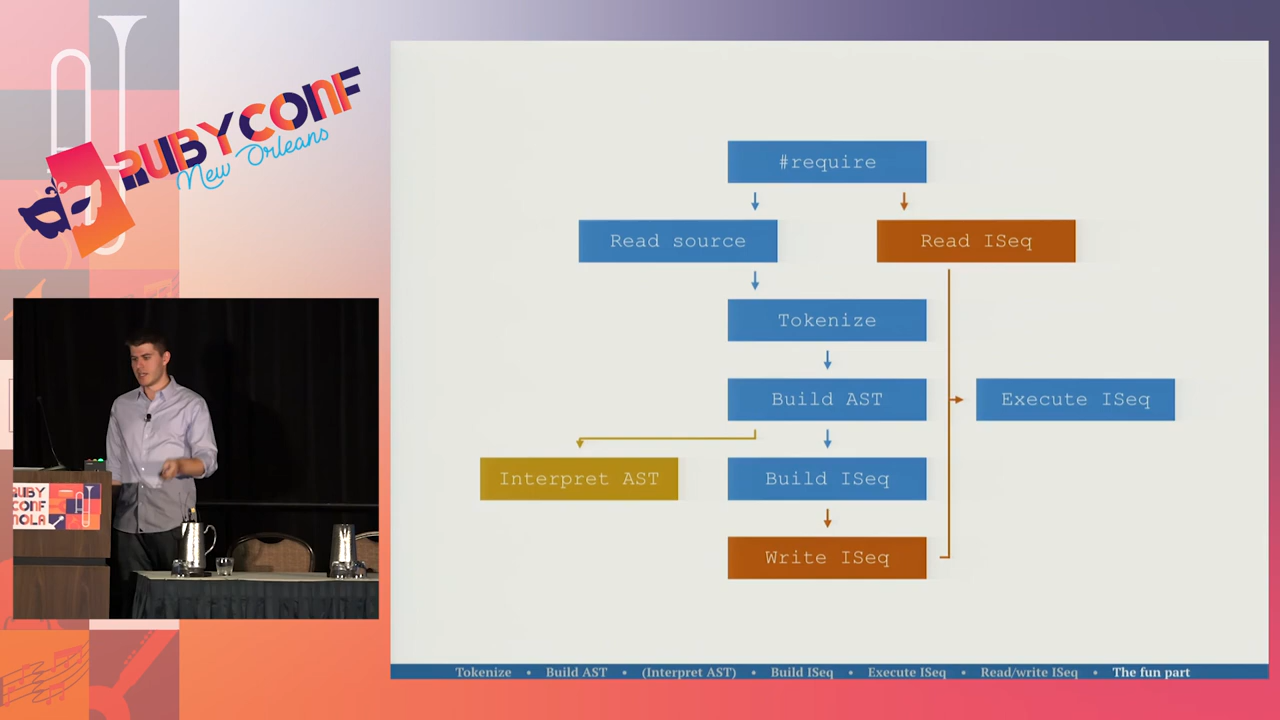 RUBYCONF
New Orleans
#require
Read source
Read ISeq
Tokenize
Build AST
Execute ISeq
Interpret AST
Build ISeq
Write ISeq
RUBY
CONF
NOLA
Tokenize • Build AST • (Interpret AST) • Build ISeq • Execute ISeq • Read/write ISeq • The fun part